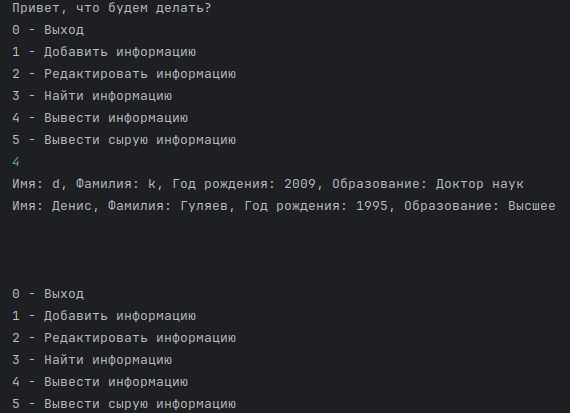 Привет, что будем делать?
0 - Выход
1 - Добавить информацию
2 - Редактировать информацию
3 - Найти информацию
4 - Вывести информацию
5 - Вывести сырую информацию
4
Имя: d, Фамилия: k, Год рождения: 2009, Образование: Доктор наук
Имя: Денис, Фамилия: Гуляев, Год рождения: 1995, Образование: Высшее
0 - Выход
1 - Добавить информацию
2 - Редактировать информацию
3 - Найти информацию
4 - Вывести информацию
5 - Вывести сырую информацию